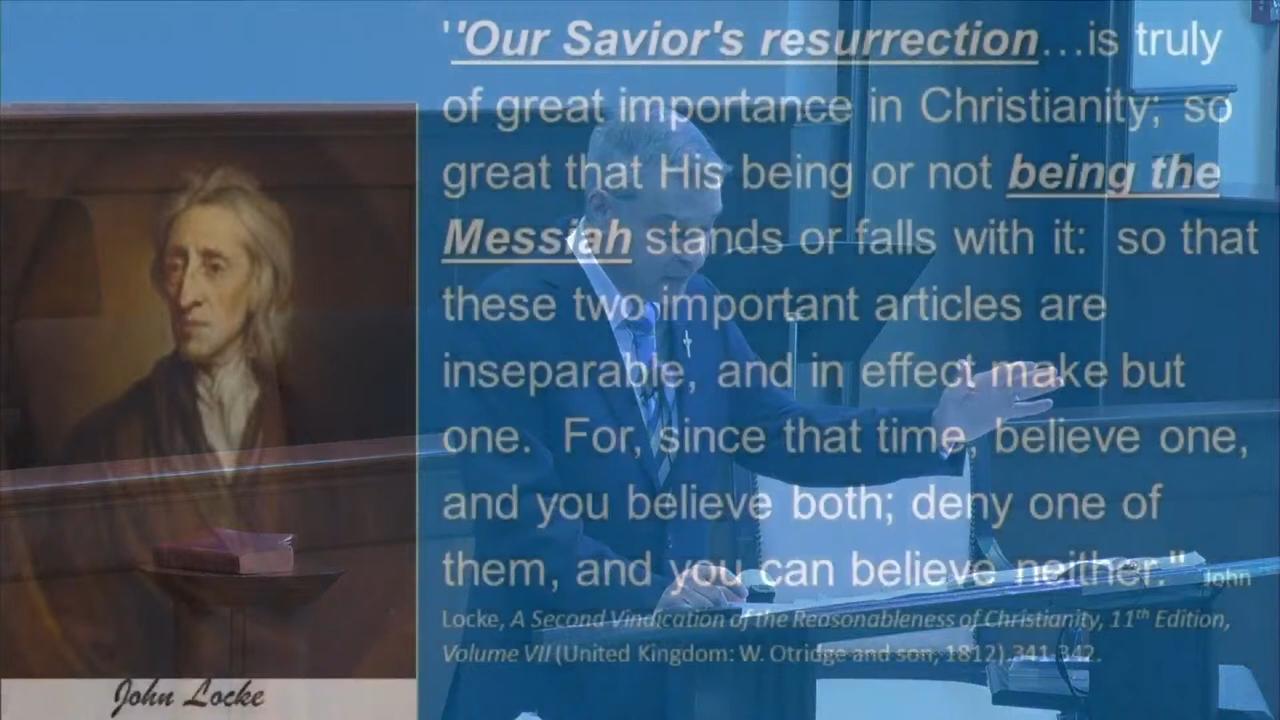 ''Our Savior's resurrection…is truly
of great importance in Christianity; so
great that His being or not being the
Messiah stands or falls with it: so that
these two important articles are
inseparable, and in effect make but
one. For, since that time, believe one,
and you believe both; deny one of
them, and you can believe neither." John
Locke, A Second Vindication of the Reasonableness of Christianity, 11th Edition,
Volume VII (United Kingdom: W. Otridge and son, 1812),341-342.
John Locke